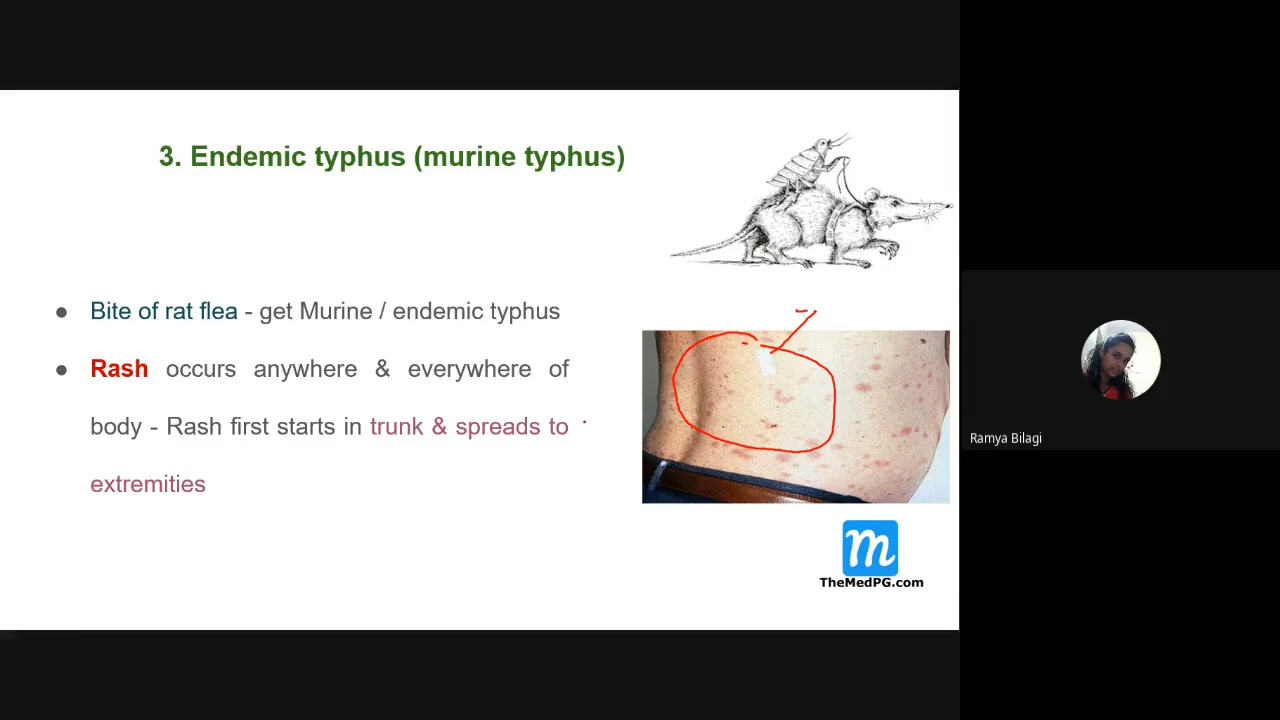 3. Endemic typhus (murine typhus)
● Bite of rat flea - get Murine / endemic typhus
● Rash occurs anywhere & everywhere of
body - Rash first starts in trunk & spreads to
extremities
m
TheMedPG.com
Ramya Bilagi